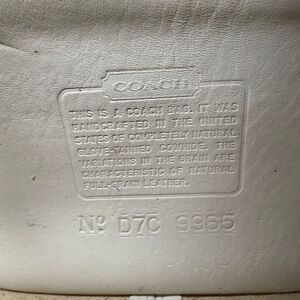 COACH
THIS IS A COACH BAG. IT WAS
HANDCRAFTED IN THE UNITED
STATES OF COMPLETELY NATURAL
GLOVE-TANNED COWHIDE. THE
VARIATIONS IN THE GRAIN ARE
CHARACTERISTIC OF NATURAL
FULL-GRAIN LEATHER.
No D7C 9965